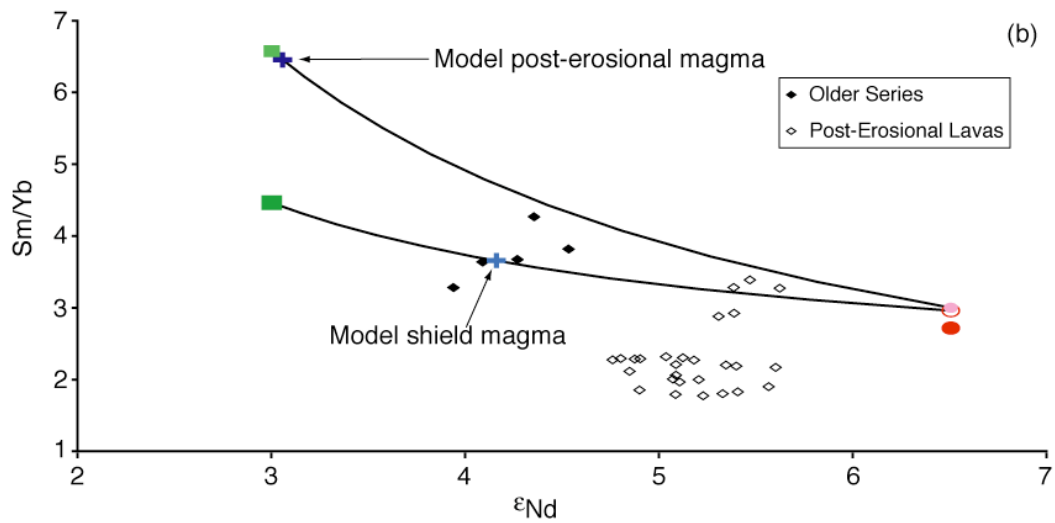 7
(b)
Model post-erosional magma
6
Older Series
Post-Erosional Lavas
5
Sm/Yb
4
3
Model shield magma
2
1
2
3
4
5
6
7
εNd